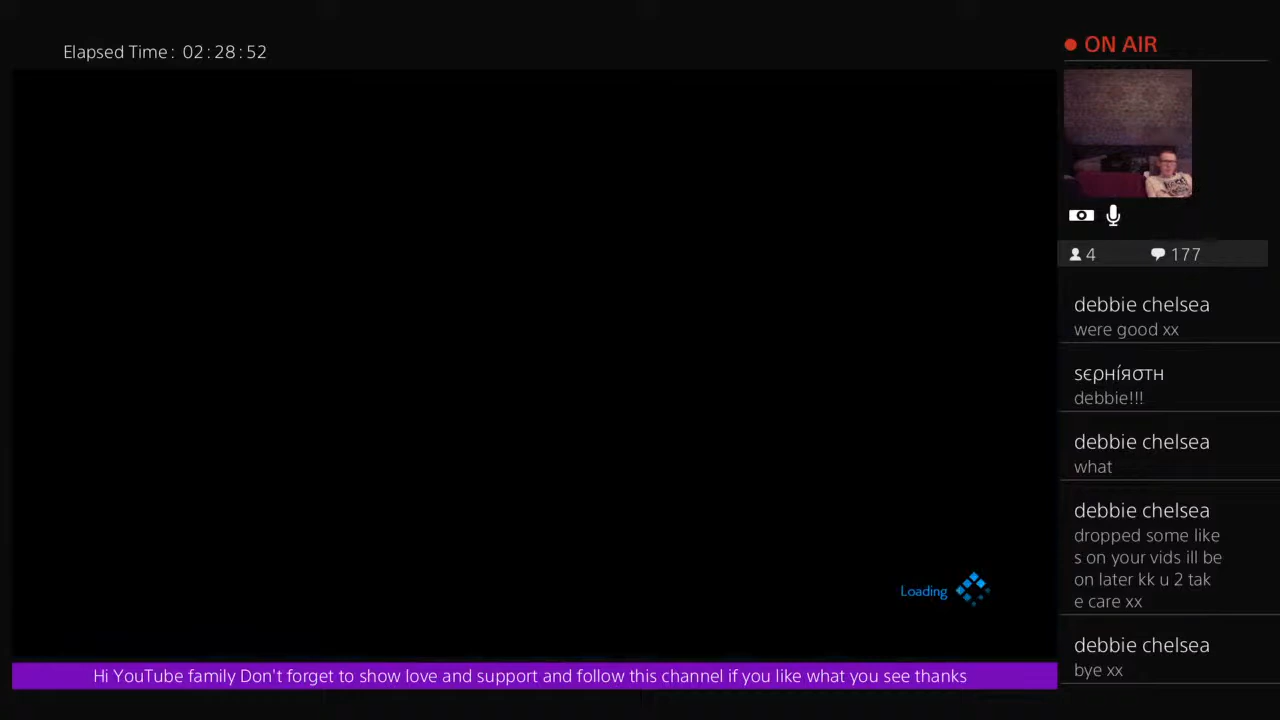 Elapsed Time: 02:28:52
ON AIR
4 177
debbie chelsea
were good xx
sєρнíяσтн
debbie!!!
debbie chelsea
what
debbie chelsea
dropped some like
s on your vids ill be
on later kk u 2 tak
e care xx
debbie chelsea
bye xx
Loading
Hi YouTube family Don't forget to show love and support and follow this channel if you like what you see thanks